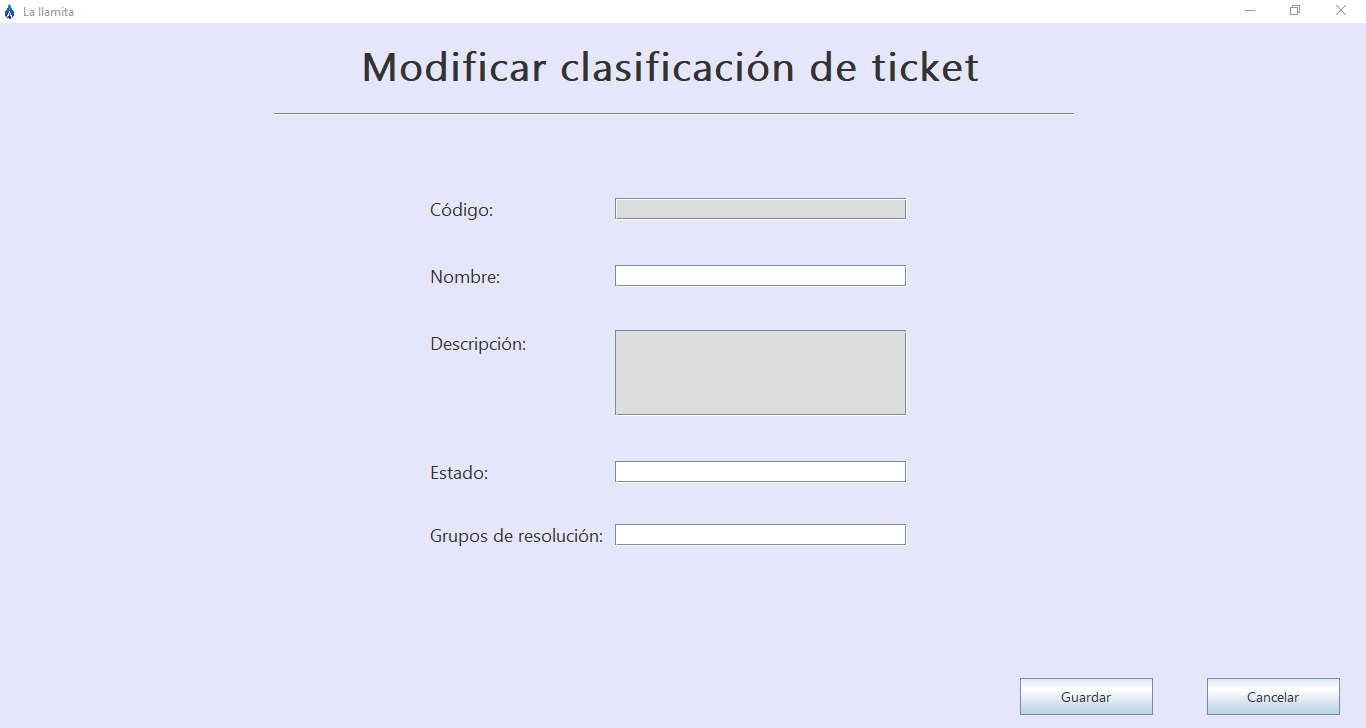 La llamita
Modificar clasificación de ticket
Código:
Nombre:
Descripción:
Estado:
Grupos de resolución:
Guardar
Cancelar